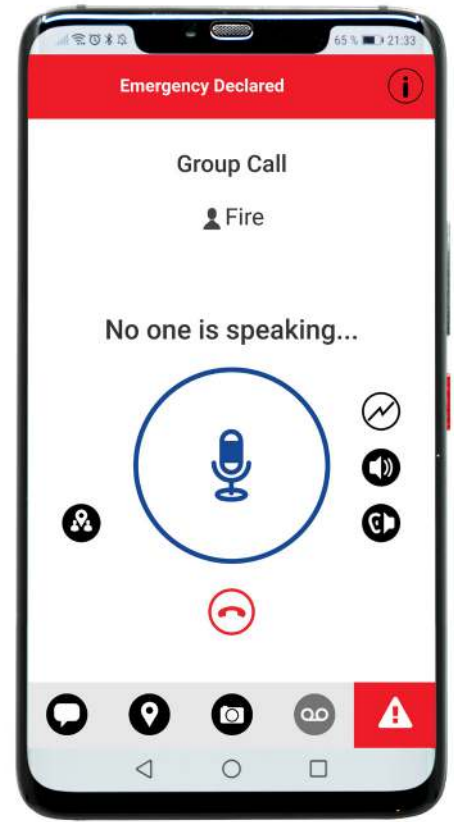 65 % 21:33
Emergency Declared
Group Call
Fire
No one is speaking...